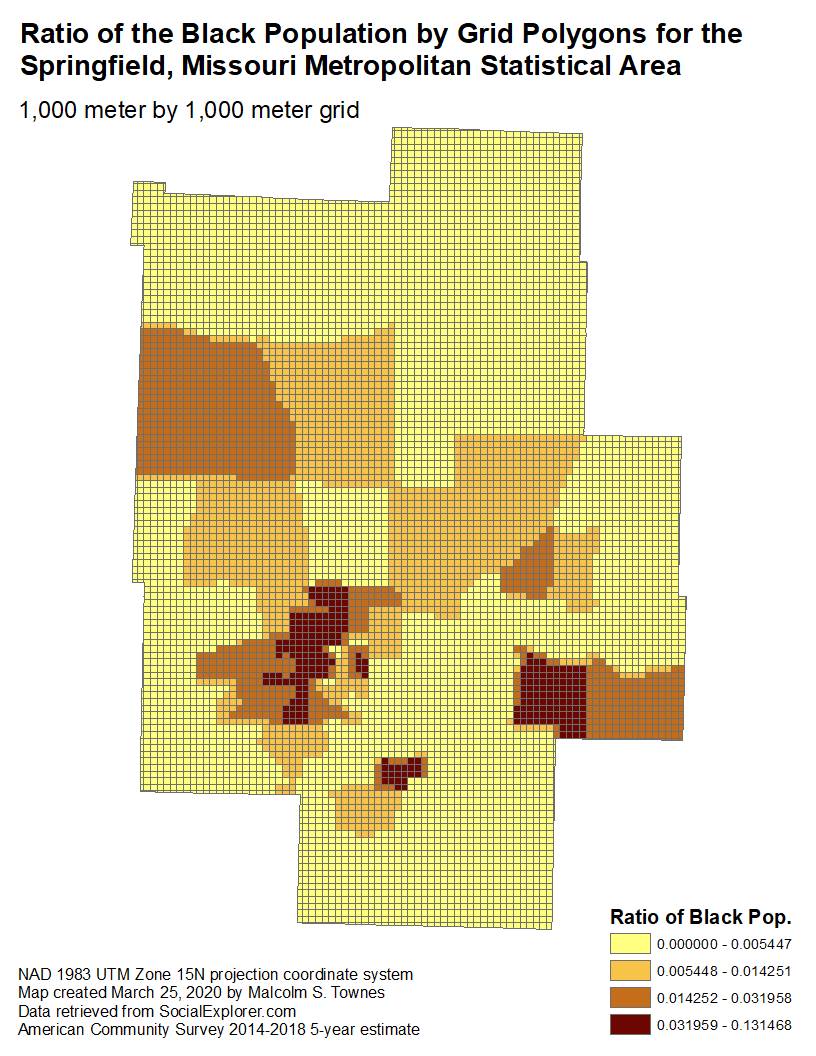 Ratio of the Black Population by Grid Polygons for the
Springfield, Missouri Metropolitan Statistical Area
1,000 meter by 1,000 meter grid
Ratio of Black Pop.
0.000000 - 0.005447
0.005448 - 0.014251
0.014252 - 0.031958
0.031959 - 0.131468
NAD 1983 UTM Zone 15N projection coordinate system
Map created March 25, 2020 by Malcolm S. Townes
Data retrieved from SocialExplorer.com
American Community Survey 2014-2018 5-year estimate